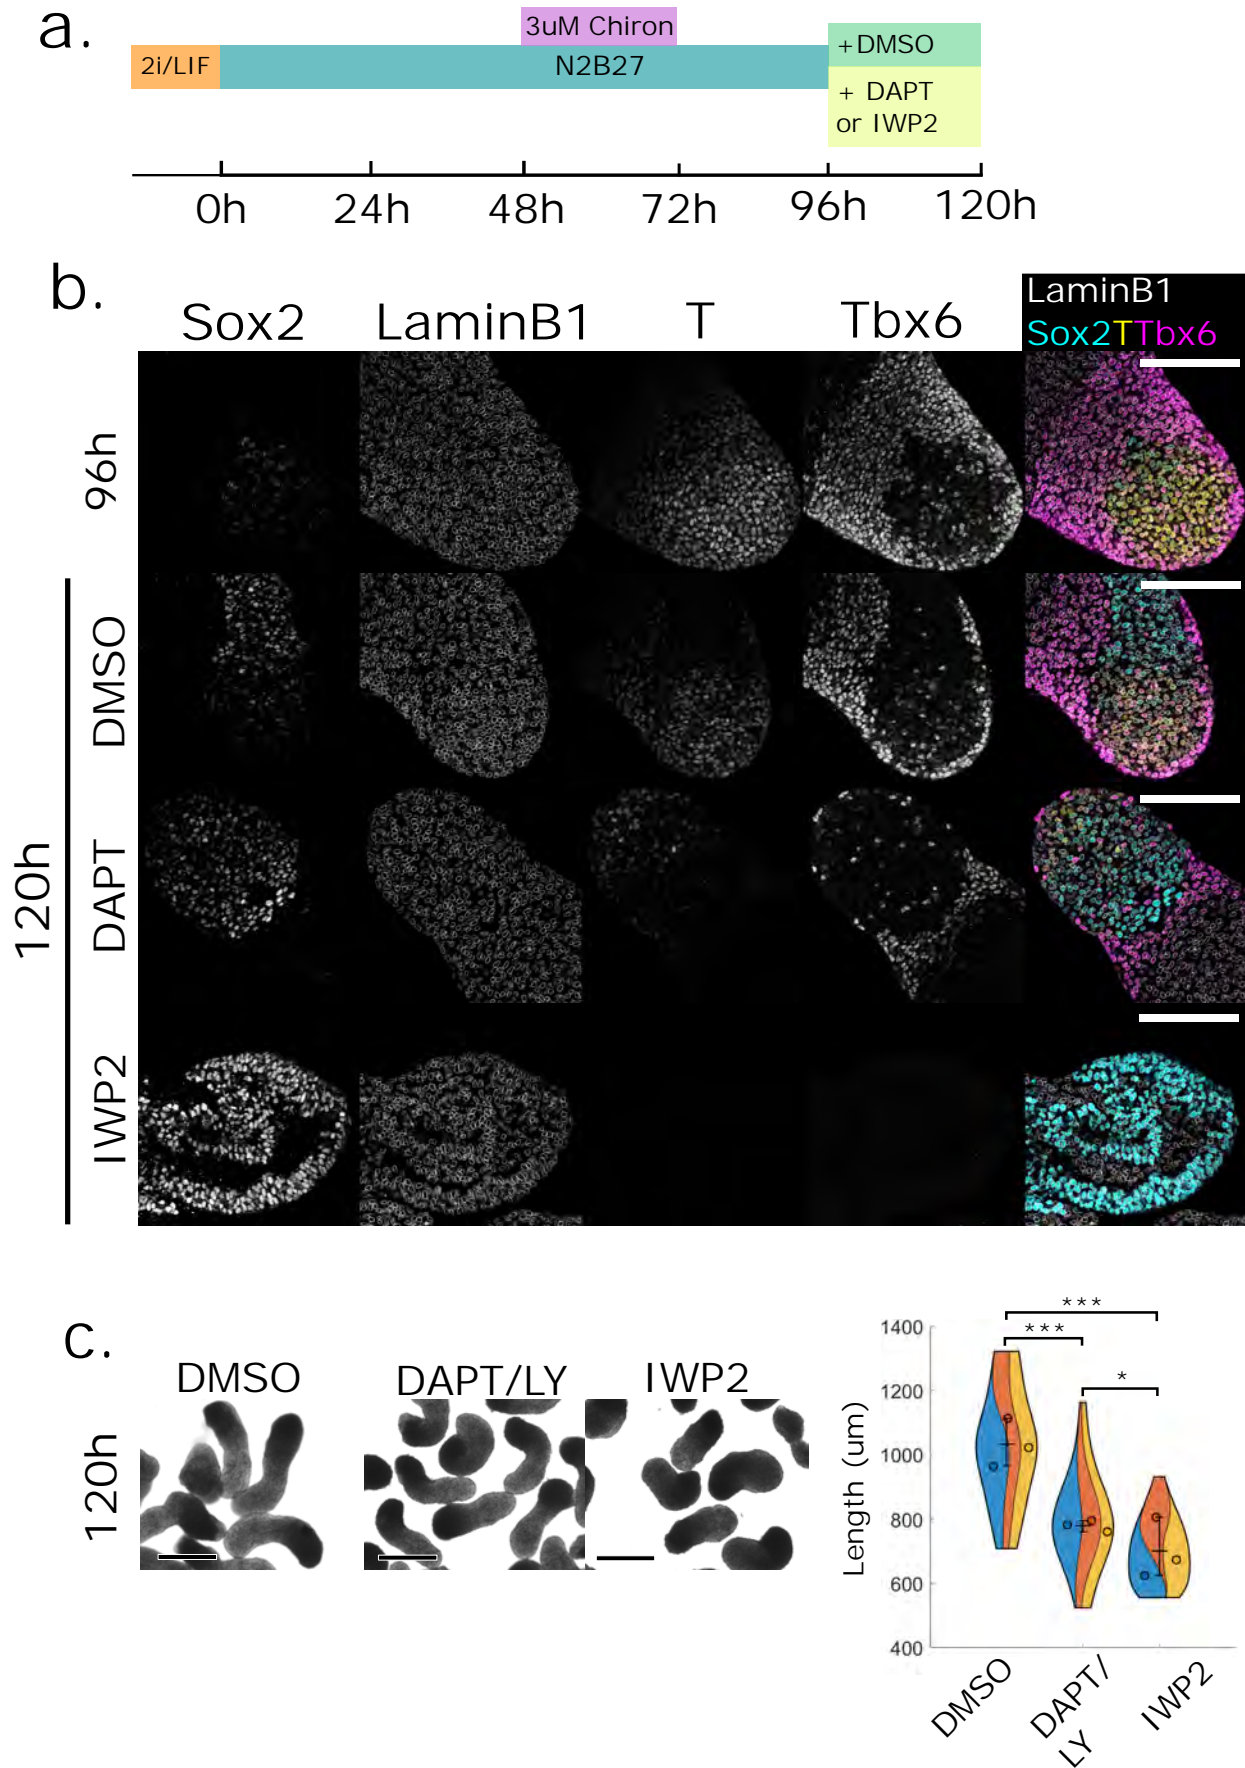 a.
3uM Chiron
2i/LIF
N2B27
+DMSO
+ DAPT
or IWP2
0h 24h 48h 72h 96h 120h
b.
Sox2 LaminB1 T Tbx6
LaminB1
Sox2TTbx6
96h
120h
DMSO
DAPT
IWP2
c.
120h
DMSO DAPT/LY IWP2
***
***
*
Length (um)
1400
1200
1000
800
600
400
DMSO
DAPT/
LY
IWP2